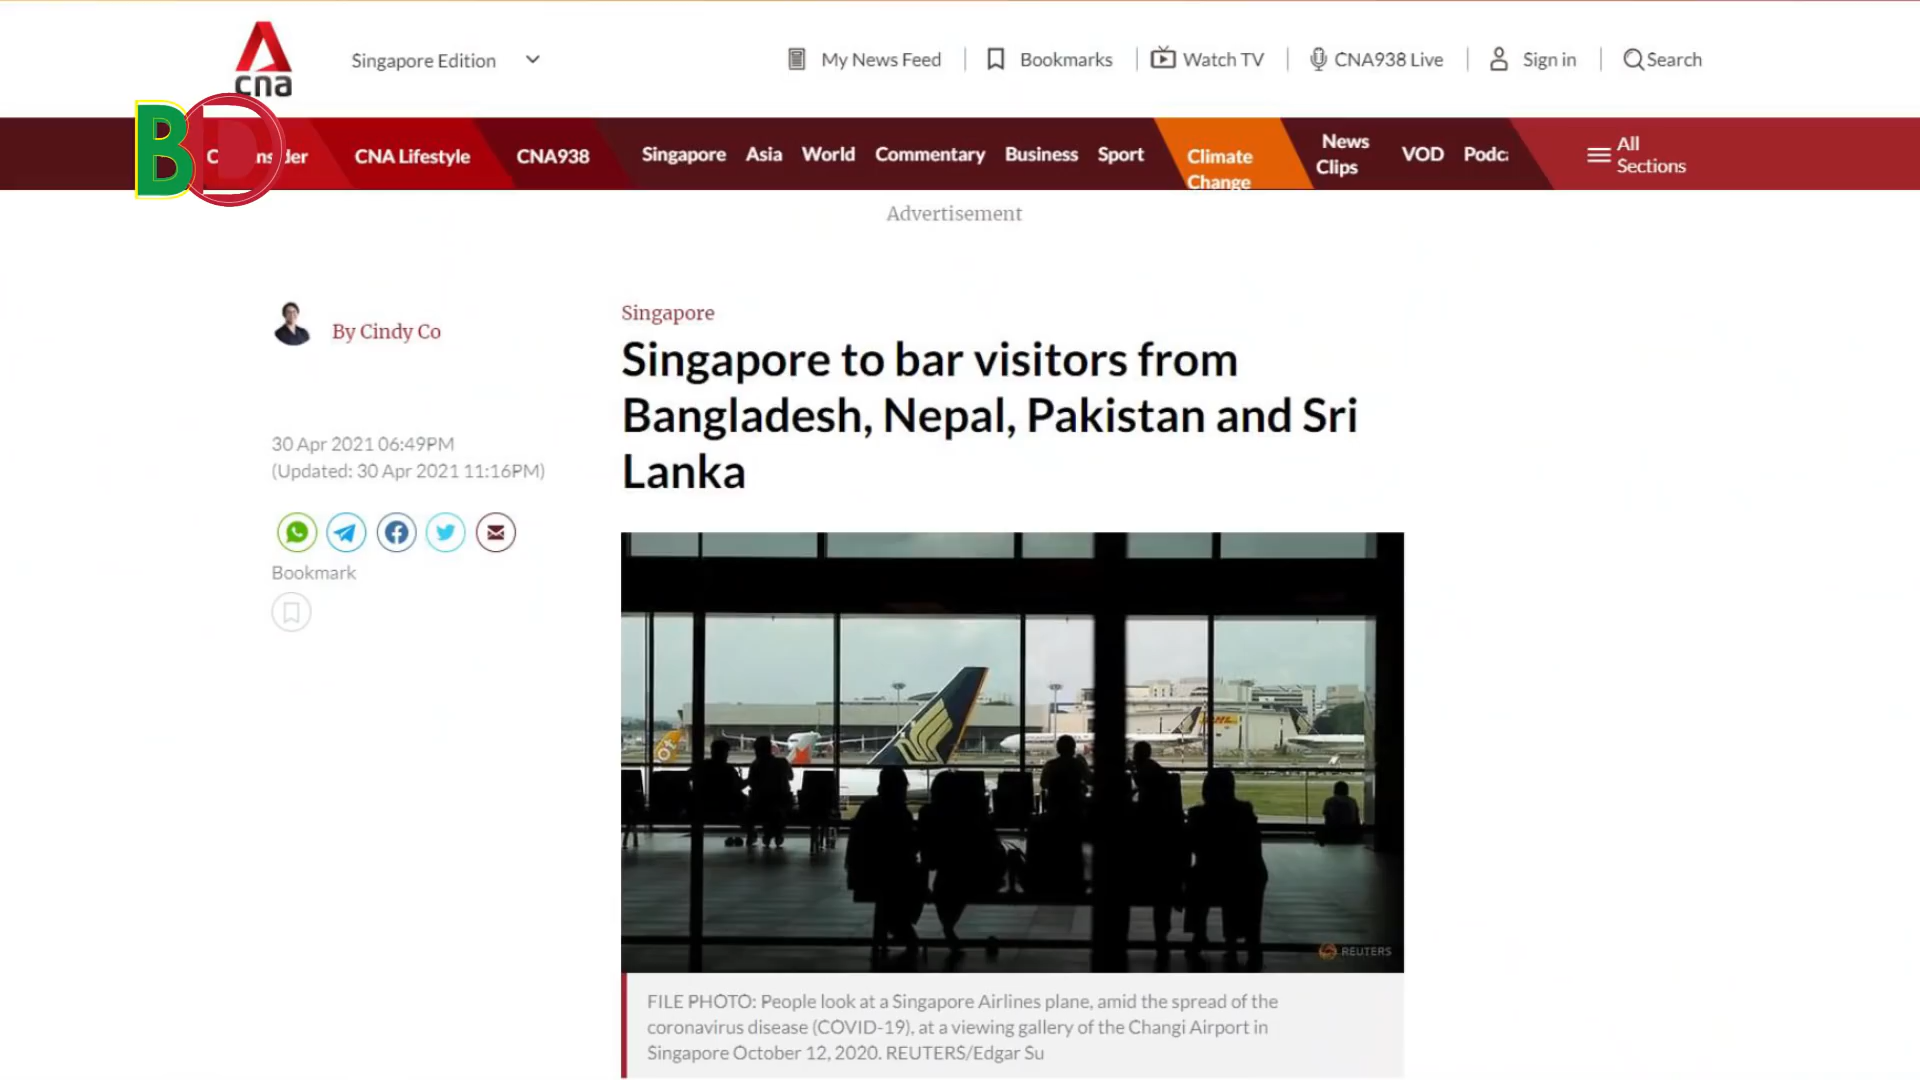 cna
Singapore Edition
My News Feed
Bookmarks
Watch TV
CNA938 Live
Sign in
Search
BD
CNA Lifestyle
CNA938
Singapore
Asia
World
Commentary
Business
Sport
Climate
Change
News
Clips
VOD
All
Sections
Advertisement
By Cindy Co
30 Apr 2021 06:49PM
(Updated: 30 Apr 2021 11:16PM)
Bookmark
Singapore
Singapore to bar visitors from
Bangladesh, Nepal, Pakistan and Sri
Lanka
DHL
REUTERS
FILE PHOTO: People look at a Singapore Airlines plane, amid the spread of the
coronavirus disease (COVID-19), at a viewing gallery of the Changi Airport in
Singapore October 12, 2020. REUTERS/Edgar Su